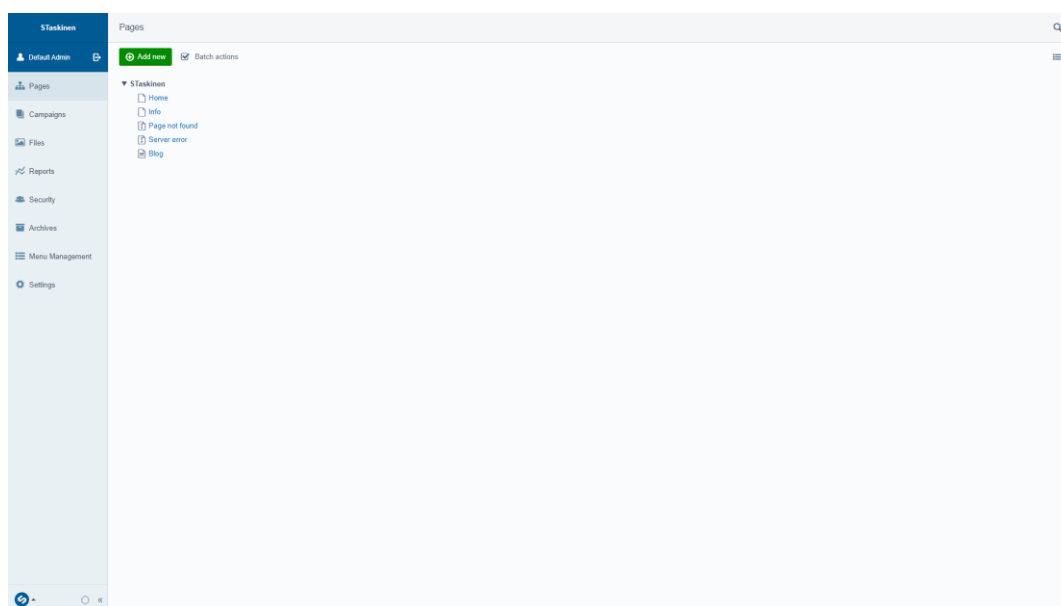 STaskinen
Pages
Default Admin
Add new
Batch actions
Pages
Campaigns
Files
Reports
Security
Archives
Menu Management
Settings
STaskinen
Home
Info
Page not found
Server error
Blog